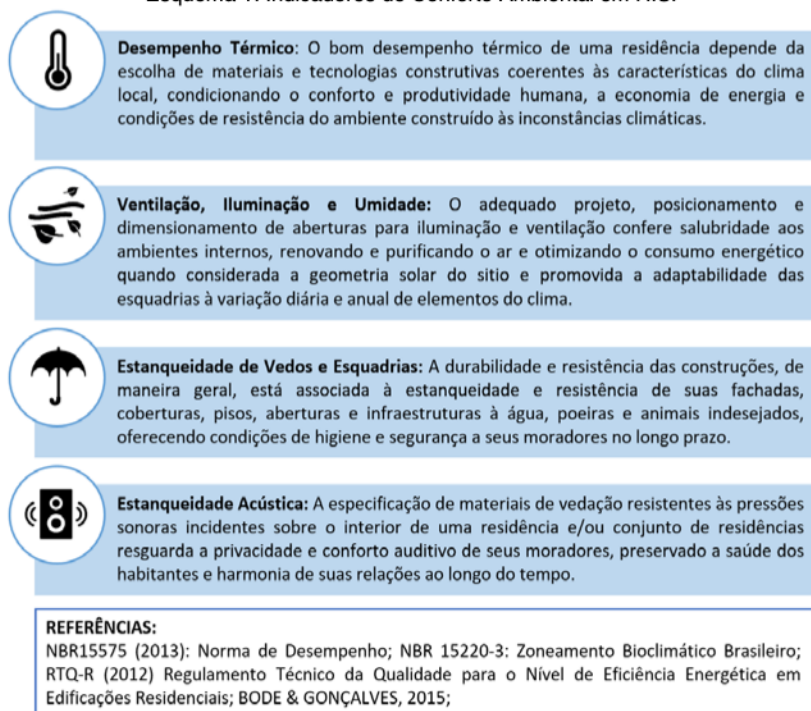 Esquema 1: Indicadores de Conforto Ambiental em HIS.
Desempenho Térmico: O bom desempenho térmico de uma residência depende da
escolha de materiais e tecnologias construtivas coerentes às características do clima
local, condicionando o conforto e produtividade humana, a economia de energia e
condições de resistência do ambiente construído às inconstâncias climáticas.
Ventilação, Iluminação e Umidade: O adequado projeto, posicionamento e
dimensionamento de aberturas para iluminação e ventilação confere salubridade aos
ambientes internos, renovando e purificando o ar e otimizando o consumo energético
quando considerada a geometria solar do sitio e promovida a adaptabilidade das
esquadrias à variação diária e anual de elementos do clima.
Estanqueidade de Vedos e Esquadrias: A durabilidade e resistência das construções, de
maneira geral, está associada à estanqueidade e resistência de suas fachadas,
coberturas, pisos, aberturas e infraestruturas à água, poeiras e animais indesejados,
oferecendo condições de higiene e segurança a seus moradores no longo prazo.
Estanqueidade Acústica: A especificação de materiais de vedação resistentes às pressões
sonoras incidentes sobre o interior de uma residência e/ou conjunto de residências
resguarda a privacidade e conforto auditivo de seus moradores, preservado a saúde dos
habitantes e harmonia de suas relações ao longo do tempo.
REFERÊNCIAS:
NBR15575 (2013): Norma de Desempenho; NBR 15220-3: Zoneamento Bioclimático Brasileiro;
RTQ-R (2012) Regulamento Técnico da Qualidade para o Nível de Eficiência Energética em
Edificações Residenciais; BODE & GONÇALVES, 2015;